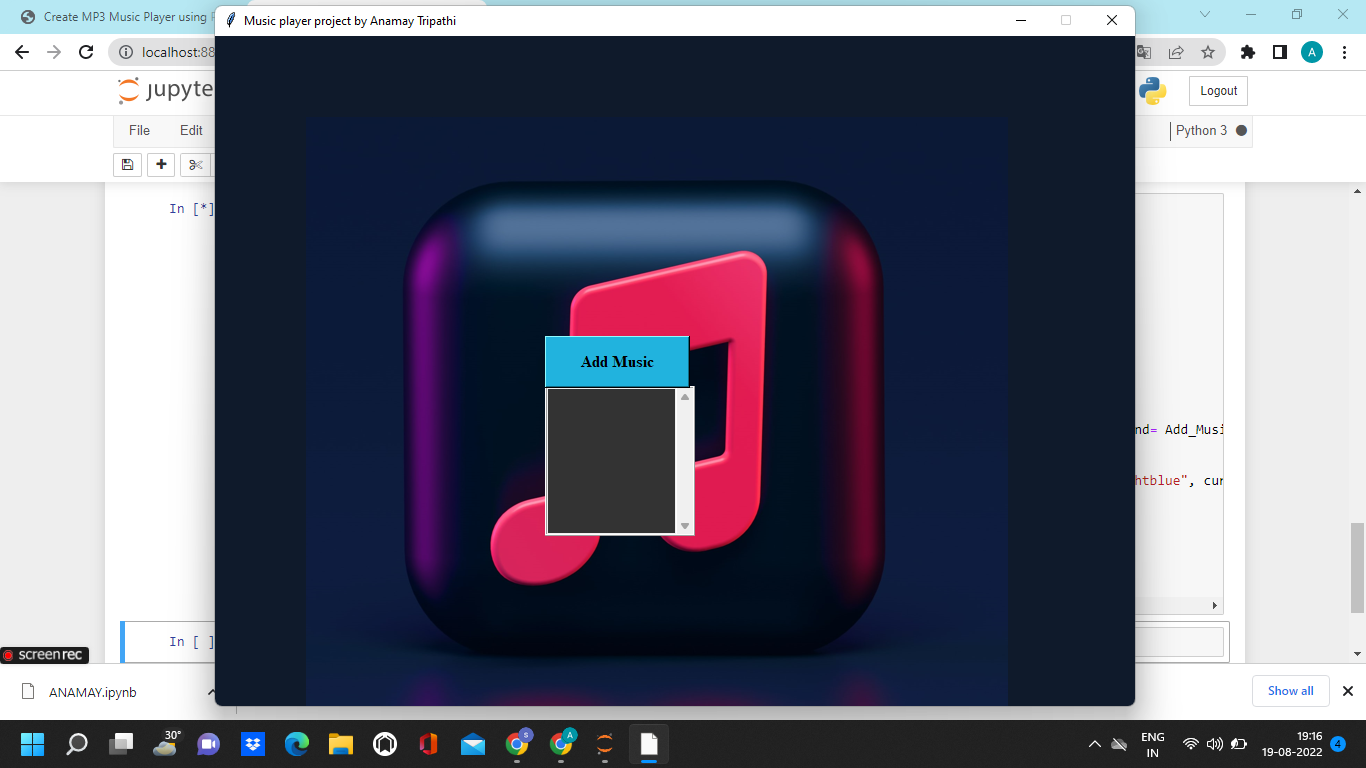 Create MP3 Music Player using
Music player project by Anamay Tripathi
localhost:88
A
jupyte
Logout
File Edit
Python 3
In [*]
Add Music
nd= Add_Musi
htblue", cur
In [ ]
screenrec
ANAMAY.ipynb
Show all
30°
S
A
ENG
IN
19:16
19-08-2022
4